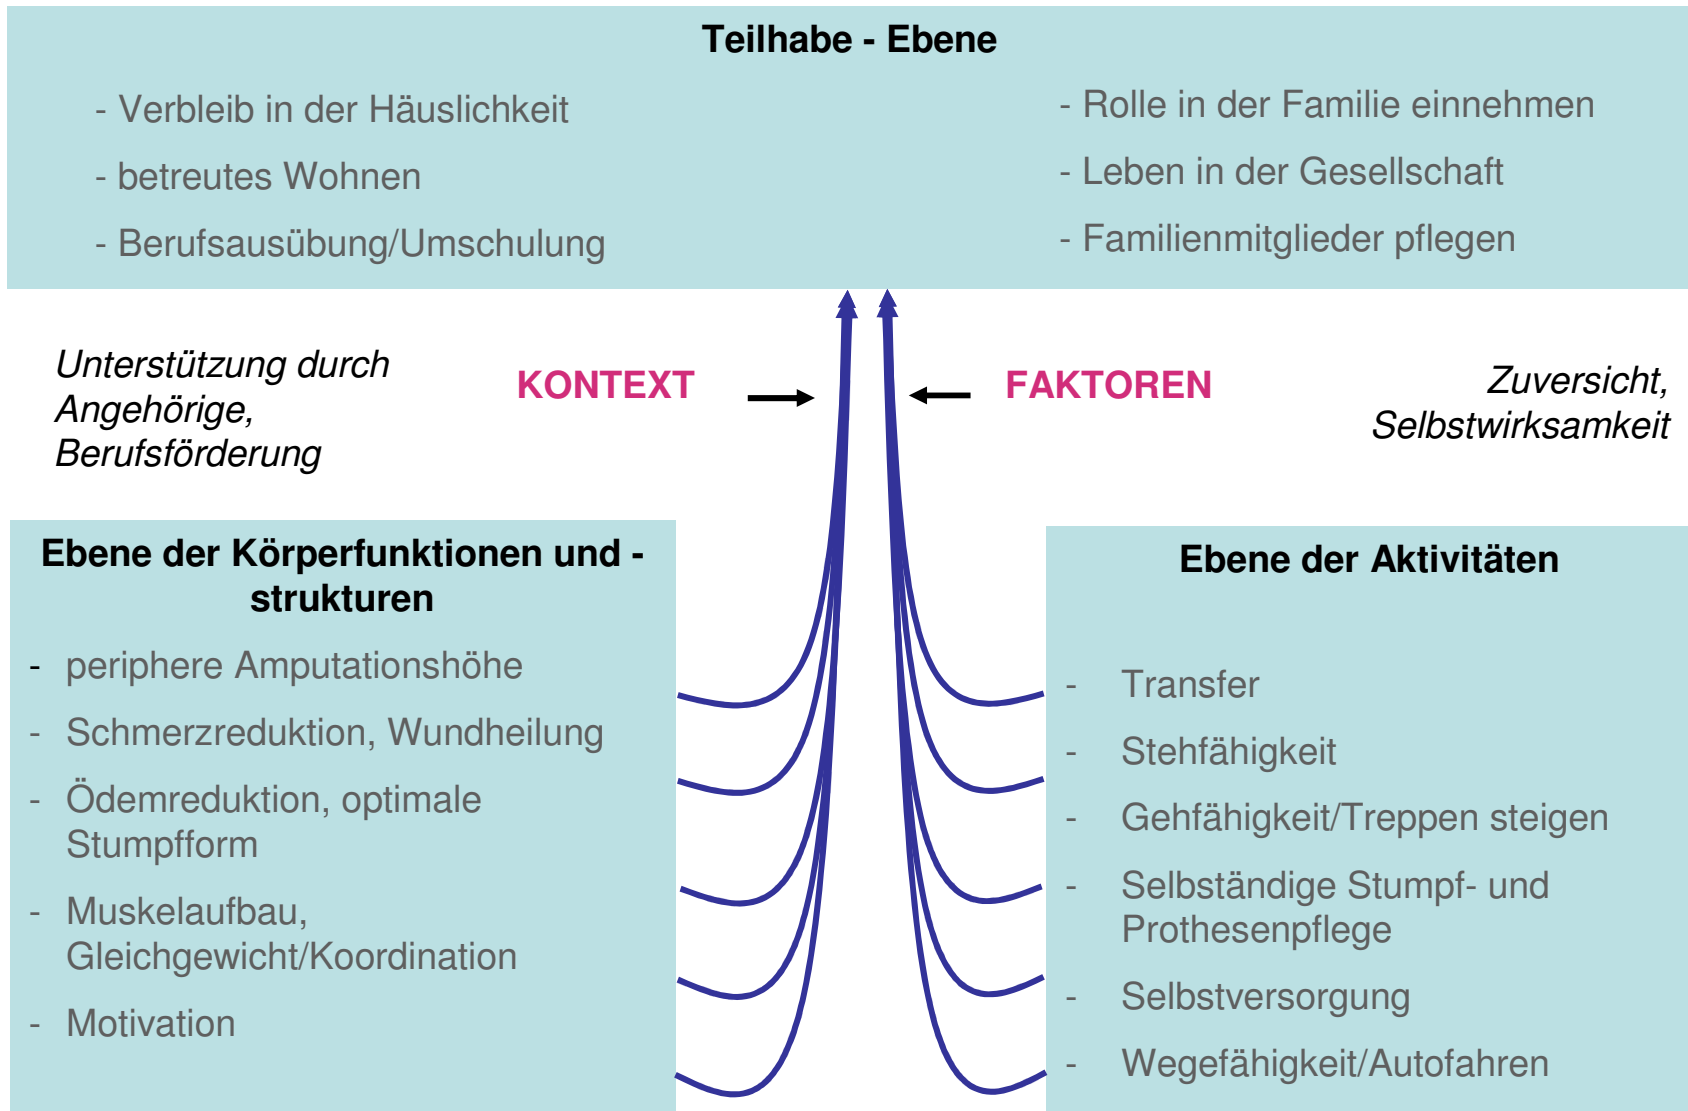 Teilhabe - Ebene
- Verbleib in der Häuslichkeit
- betreutes Wohnen
- Berufsausübung/Umschulung
- Rolle in der Familie einnehmen
- Leben in der Gesellschaft
- Familienmitglieder pflegen
Unterstützung durch
Angehörige,
Berufsförderung
KONTEXT
FAKTOREN
Zuversicht,
Selbstwirksamkeit
Ebene der Körperfunktionen und -
strukturen
- periphere Amputationshöhe
- Schmerzreduktion, Wundheilung
- Ödemreduktion, optimale
Stumpfform
- Muskelaufbau,
Gleichgewicht/Koordination
- Motivation
Ebene der Aktivitäten
- Transfer
- Stehfähigkeit
- Gehfähigkeit/Treppen steigen
- Selbständige Stumpf- und
Prothesenpflege
- Selbstversorgung
- Wegefähigkeit/Autofahren